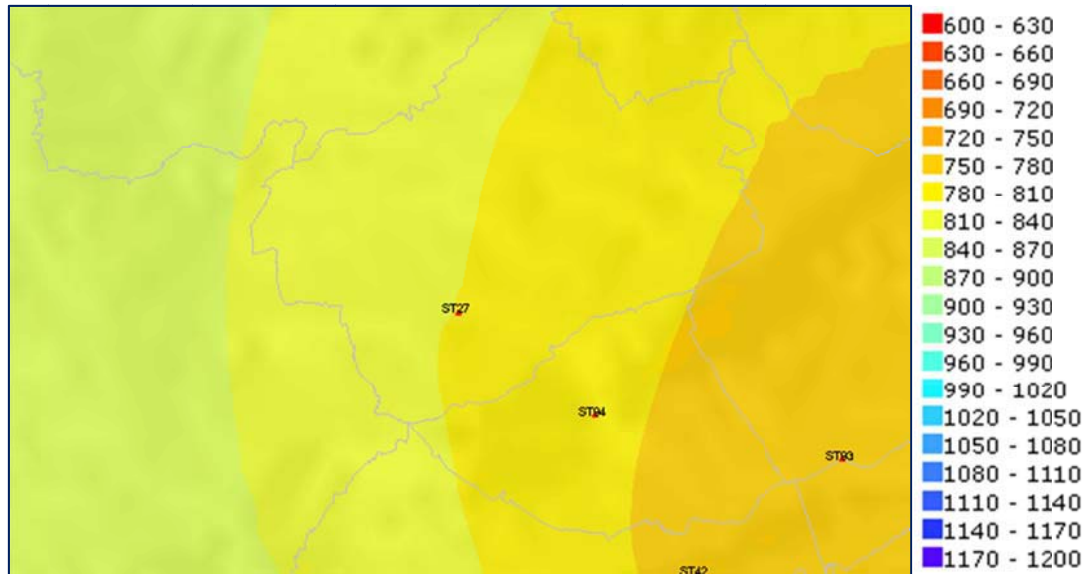 ST27
ST94
ST93
ST42
600 - 630
630 - 660
660 - 690
690 - 720
720 - 750
750 - 780
780 - 810
810 - 840
840 - 870
870 - 900
900 - 930
930 - 960
960 - 990
990 - 1020
1020 - 1050
1050 - 1080
1080 - 1110
1110 - 1140
1140 - 1170
1170 - 1200